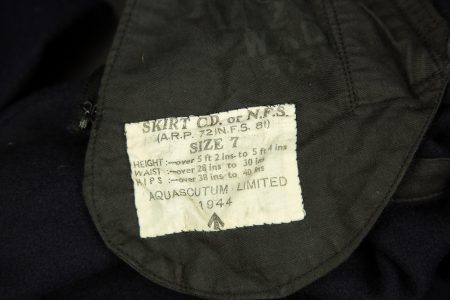 SKIRT C.D. or N.F.S.
(A.R.P. 72/N.F.S. 81)
SIZE 7
HEIGHT:—over 5 ft 2 ins to 5 ft 4 ins
WAIST :—over 28 ins to 30 ins
HIPS :—over 38 ins to 40 ins
AQUASCUTUM LIMITED
1944